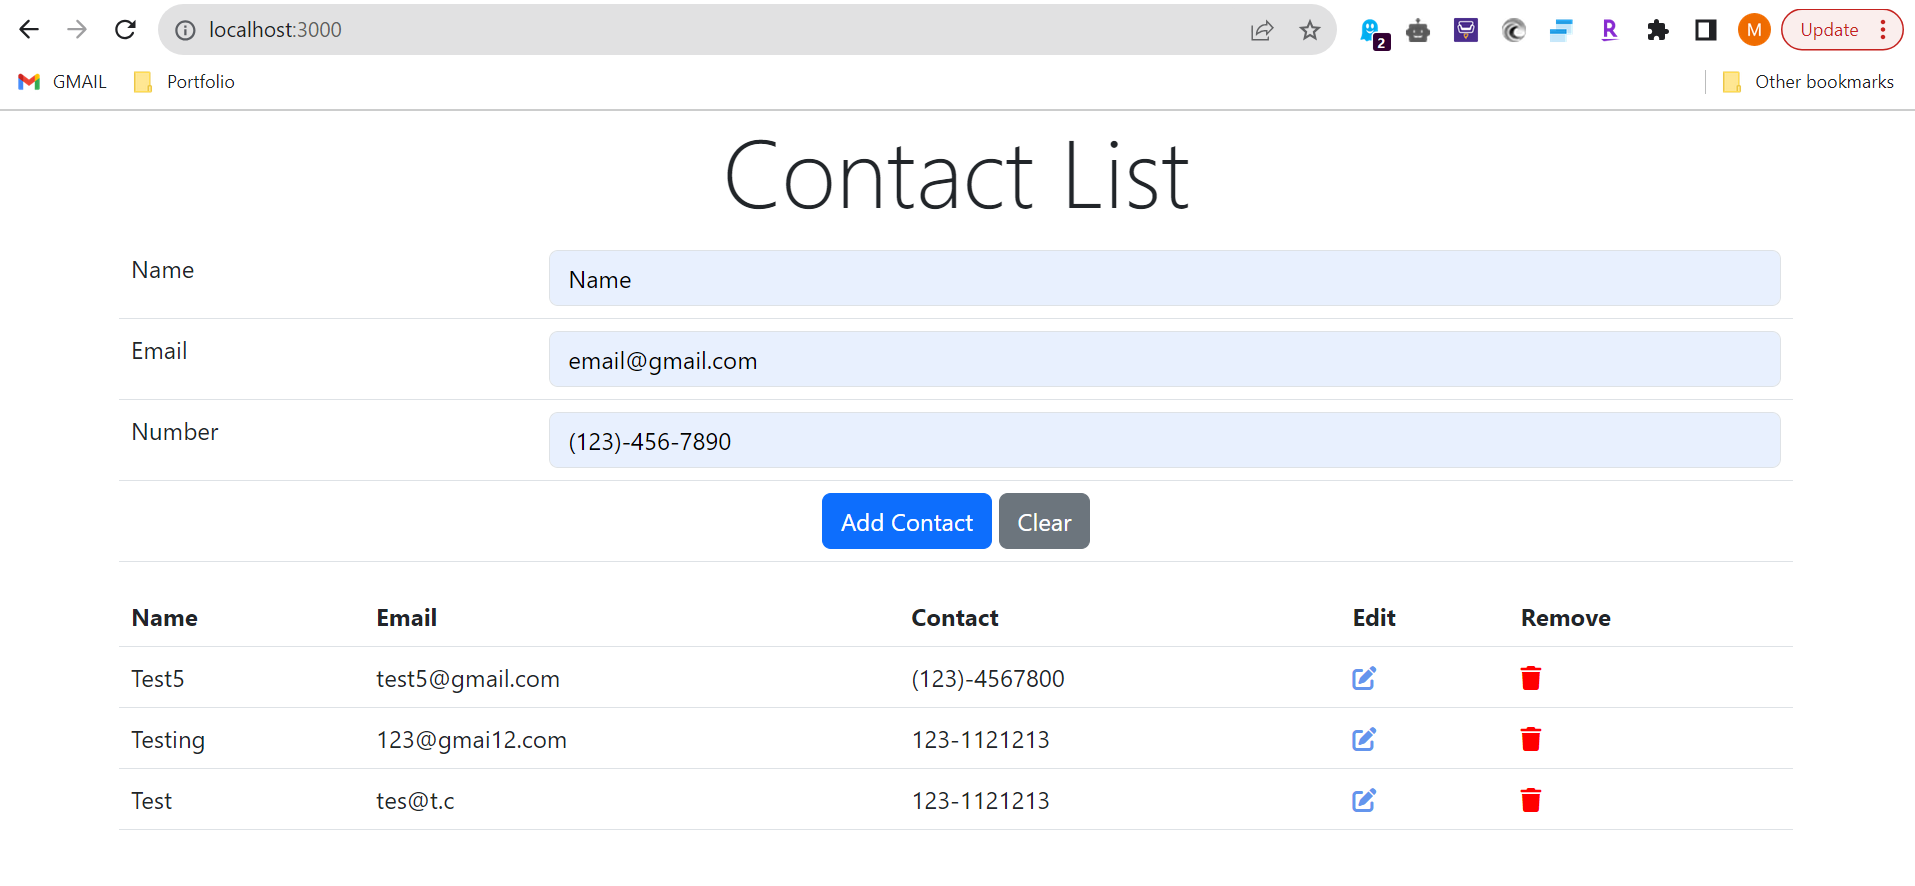 localhost:3000
2
R
M
Update
GMAIL
Portfolio
Other bookmarks
Contact List
Name
Name
Email
email@gmail.com
Number
(123)-456-7890
Add Contact Clear
Name Email Contact Edit Remove
Test5 test5@gmail.com (123)-4567800
Testing 123@gmai12.com 123-1121213
Test tes@t.c 123-1121213